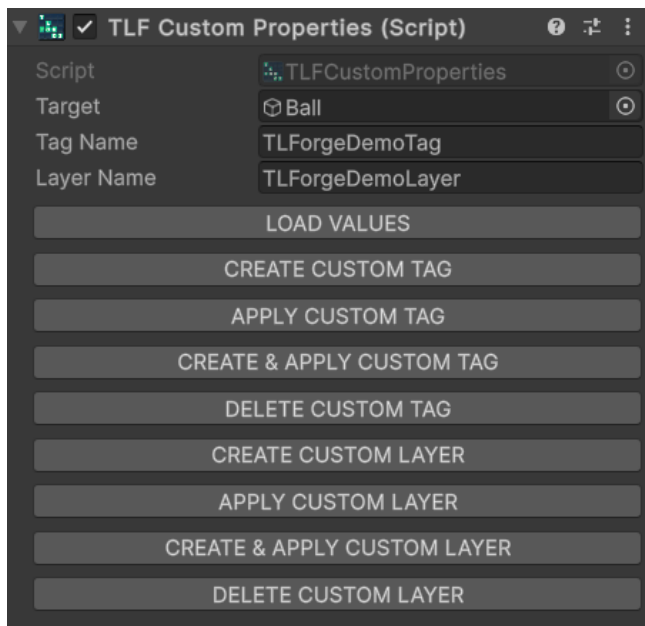 TLF Custom Properties (Script)
Script TLFCustomProperties
Target Ball
Tag Name TLForgeDemoTag
Layer Name TLForgeDemoLayer
LOAD VALUES
CREATE CUSTOM TAG
APPLY CUSTOM TAG
CREATE & APPLY CUSTOM TAG
DELETE CUSTOM TAG
CREATE CUSTOM LAYER
APPLY CUSTOM LAYER
CREATE & APPLY CUSTOM LAYER
DELETE CUSTOM LAYER